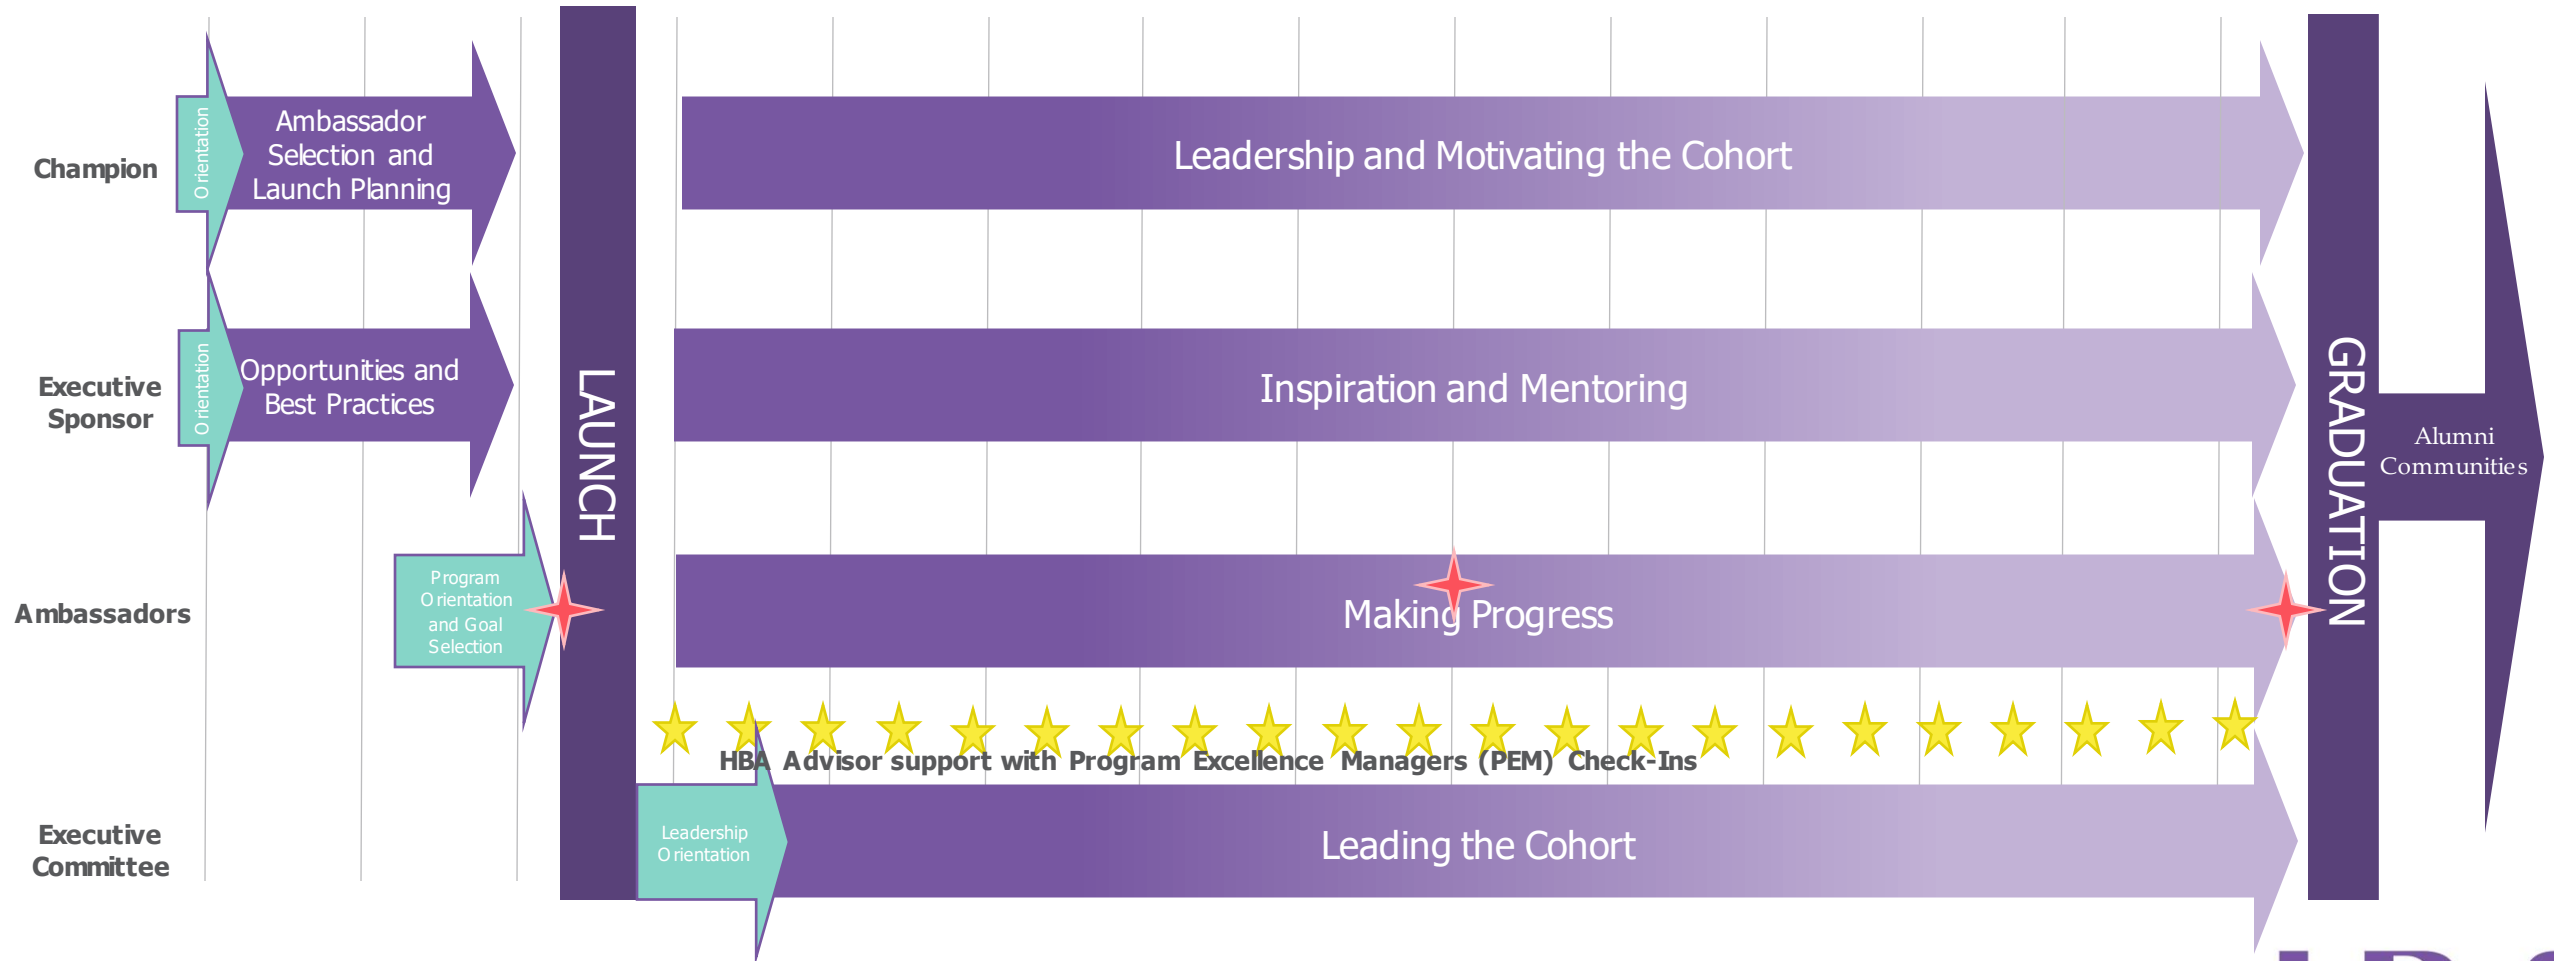 Champion
Orientation
Ambassador
Selection and
Launch Planning
Leadership and Motivating the Cohort
Executive
Sponsor
Orientation
Opportunities and
Best Practices
LAUNCH
Inspiration and Mentoring
GRADUATION
Alumni
Communities
Ambassadors
Program
Orientation
and Goal
Selection
Making Progress
HBA Advisor support with Program Excellence Managers (PEM) Check-Ins
Executive
Committee
Leadership
Orientation
Leading the Cohort